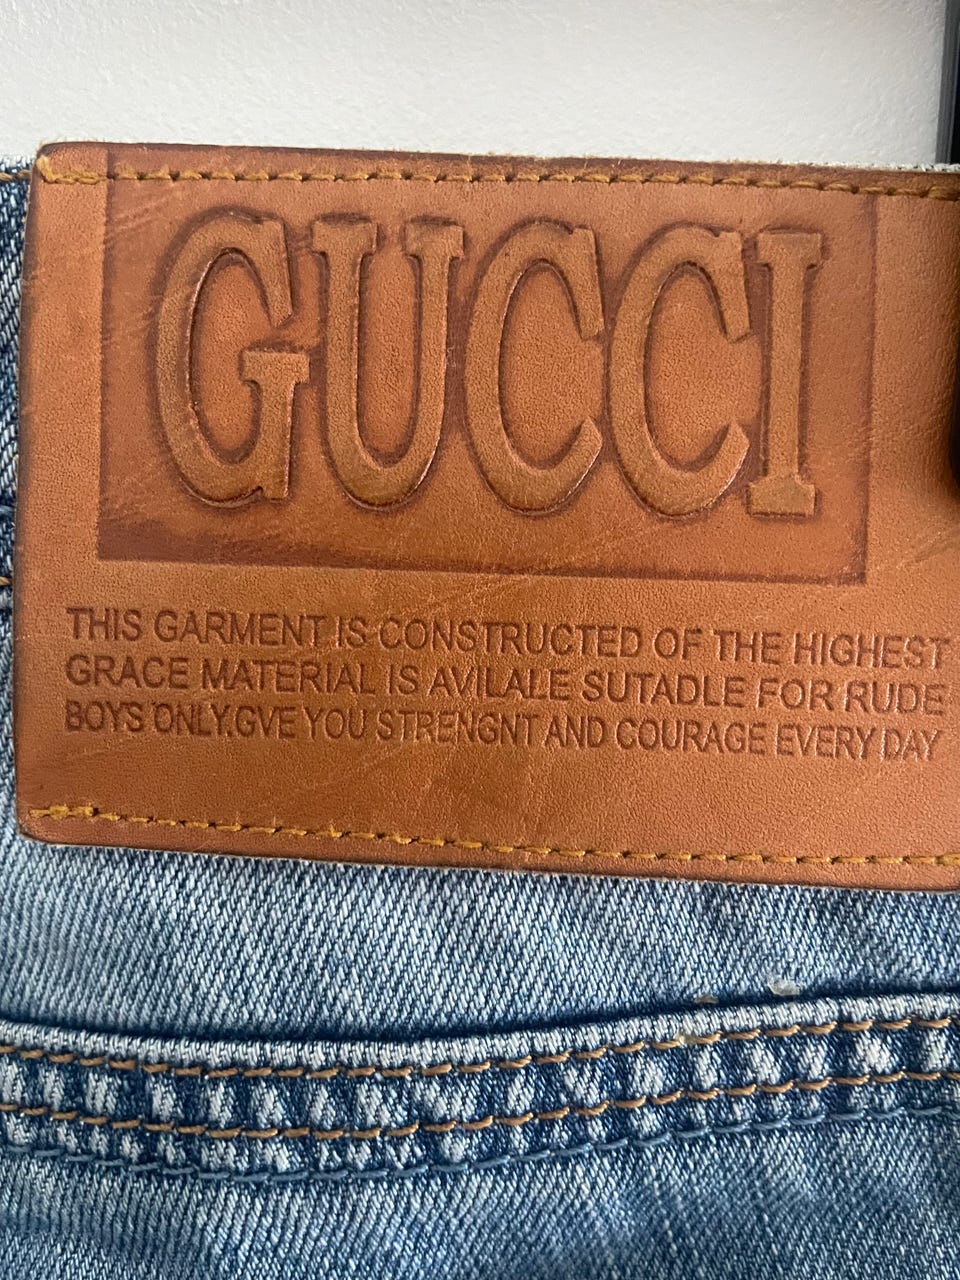 GUCCI
THIS GARMENT IS CONSTRUCTED OF THE HIGHEST
GRACE MATERIAL IS AVILALE SUTADLE FOR RUDE
BOYS ONLY.GVE YOU STRENGNT AND COURAGE EVERY DAY